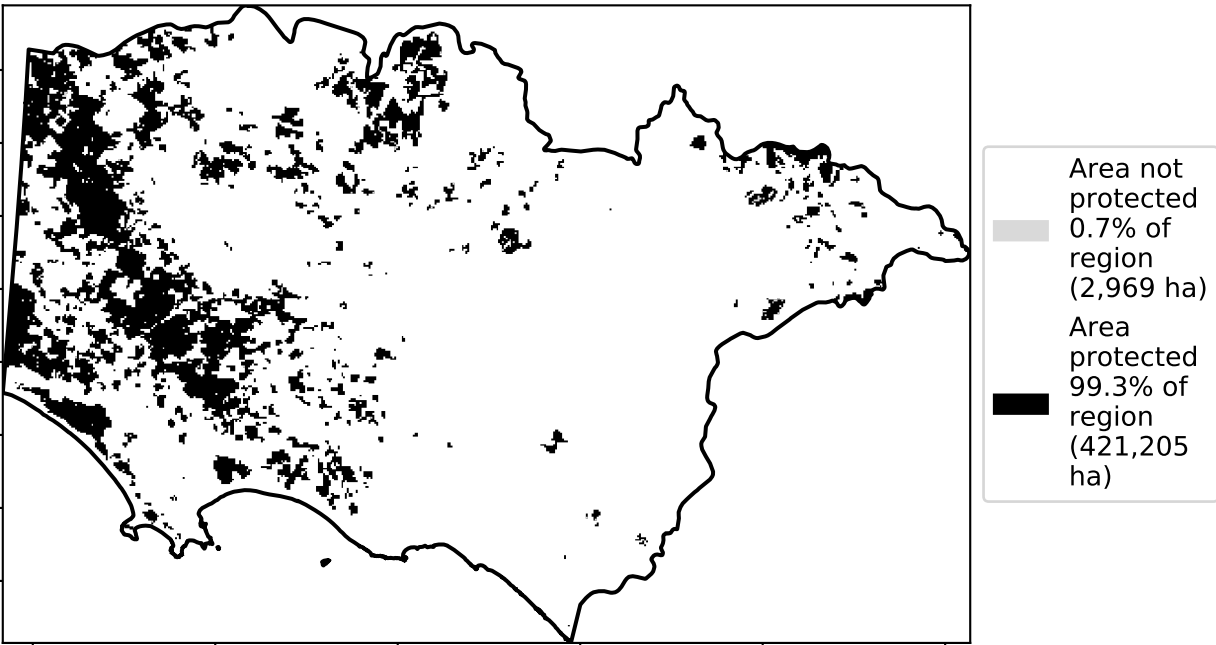 Area not
protected
0.7% of
region
(2,969 ha)
Area
protected
99.3% of
region
(421,205
ha)